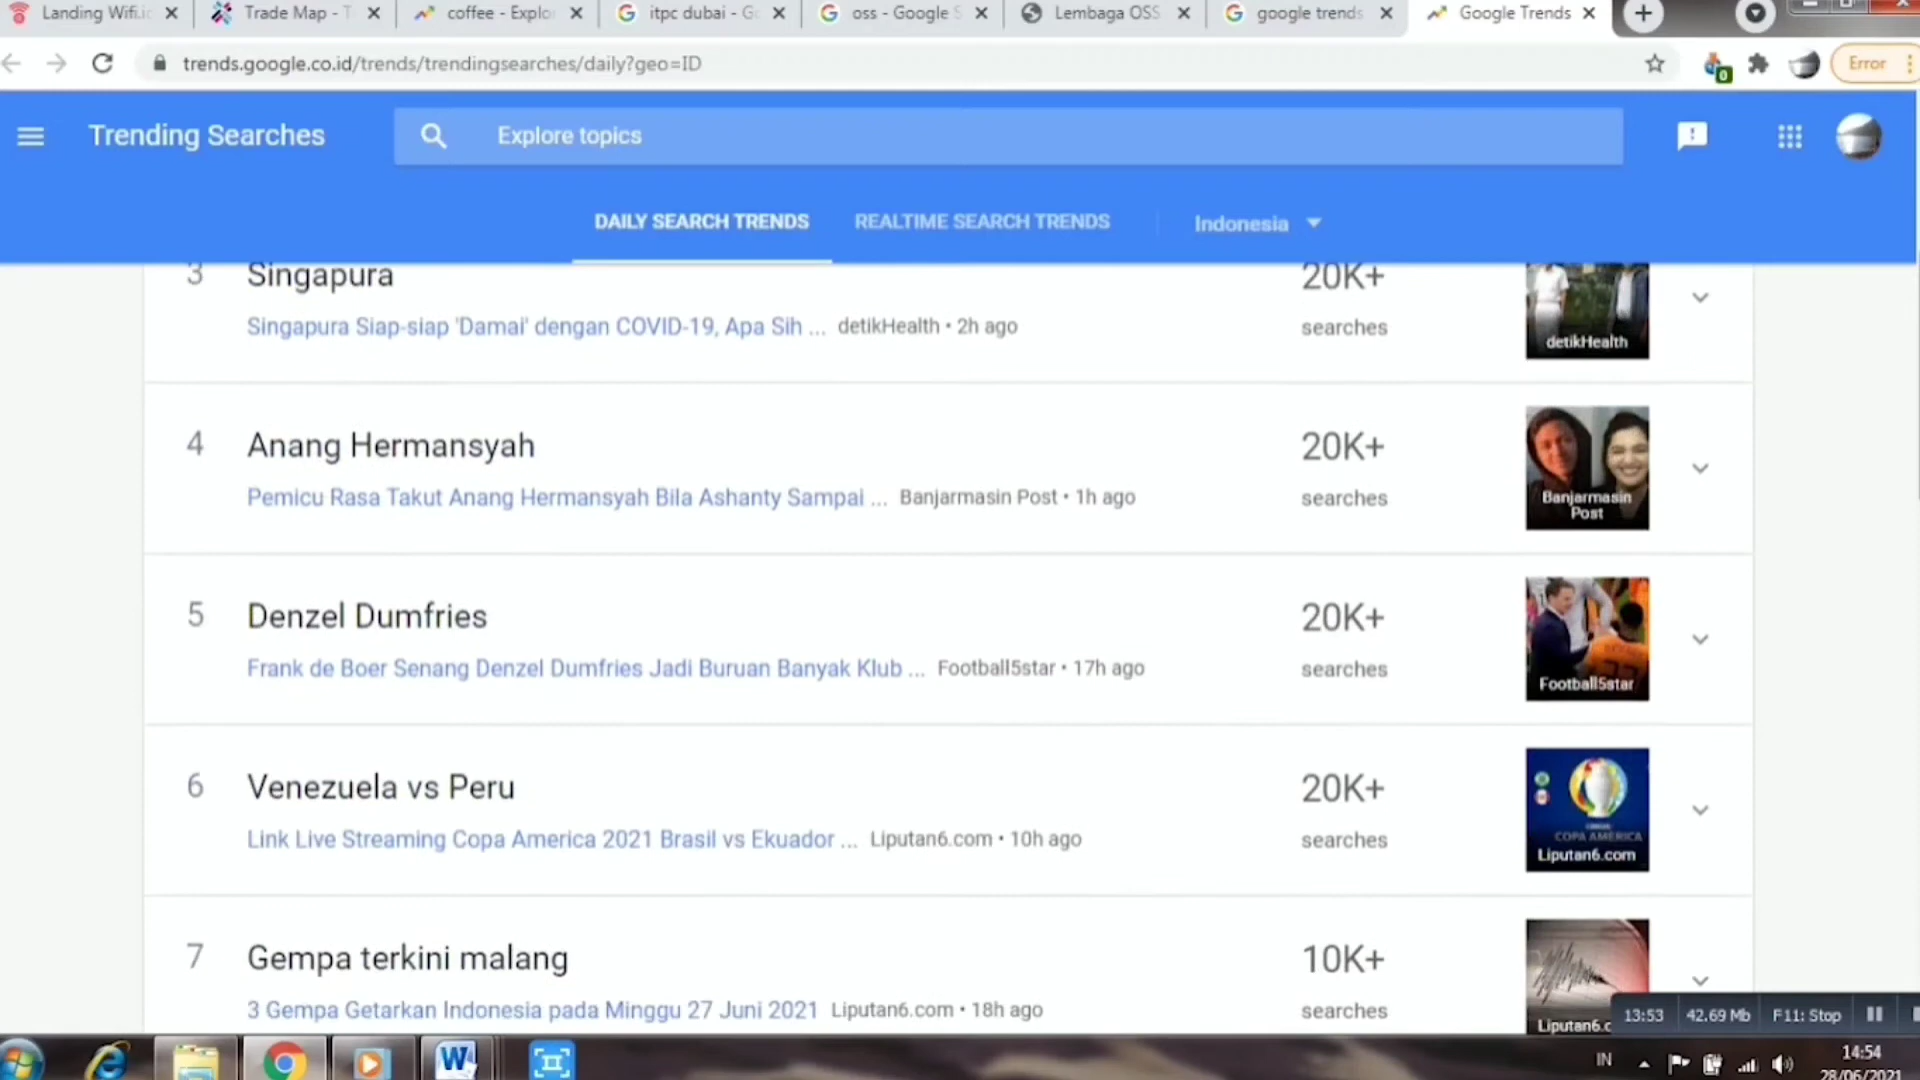 Landing Wifi.i
Trade Map - T
coffee - Explo
itpc dubai - G
oss - Google S
Lembaga OSS
google trends
Google Trends
trends.google.co.id/trends/trendingsearches/daily?geo=ID
0
Error
Trending Searches
Explore topics
DAILY SEARCH TRENDS
REALTIME SEARCH TRENDS
Indonesia
3
Singapura
20K+
Singapura Siap-siap 'Damai' dengan COVID-19, Apa Sih ... detikHealth • 2h ago
searches
detikHealth
4
Anang Hermansyah
20K+
Pemicu Rasa Takut Anang Hermansyah Bila Ashanty Sampai ... Banjarmasin Post • 1h ago
searches
Banjarmasin
Post
5
Denzel Dumfries
20K+
Frank de Boer Senang Denzel Dumfries Jadi Buruan Banyak Klub ... Football5star • 17h ago
searches
Football5star
6
Venezuela vs Peru
20K+
Link Live Streaming Copa America 2021 Brasil vs Ekuador ... Liputan6.com • 10h ago
searches
COPA AMERICA
Liputan6.com
7
Gempa terkini malang
10K+
3 Gempa Getarkan Indonesia pada Minggu 27 Juni 2021 Liputan6.com • 18h ago
searches
Liputan6.c
13:53 42.69 Mb F11: Stop
IN
14:54
28/06/2021